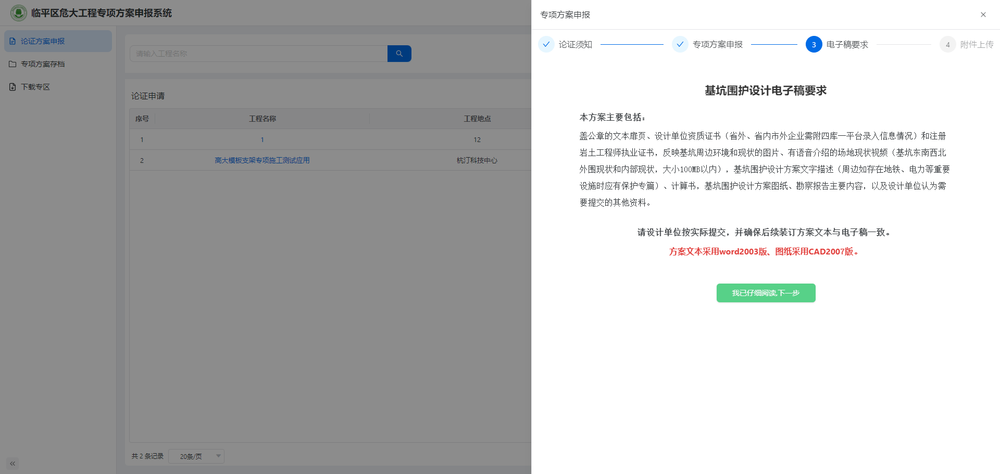 临平区危大工程专项方案申报系统
论证方案申报
专项方案存档
下载专区
请输入工程名称
论证申请
序号 工程名称 工程地点
1 1 12
2 高大模板支架专项施工测试应用 杭汀科技中心
共 2 条记录 20条/页
专项方案申报
论证须知 专项方案申报 3 电子稿要求 4 附件上传
基坑围护设计电子稿要求
本方案主要包括：
盖公章的文本扉页、设计单位资质证书（省外、省内市外企业需附四库一平台录入信息情况）和注册
岩土工程师执业证书，反映基坑周边环境和现状的图片、有语音介绍的场地现状视频（基坑东南西北
外围现状和内部现状，大小100MB以内），基坑围护设计方案文字描述（周边如存在地铁、电力等重要
设施时应有保护专篇）、计算书，基坑围护设计方案图纸、勘察报告主要内容，以及设计单位认为需
要提交的其他资料。
请设计单位按实际提交，并确保后续装订方案文本与电子稿一致。
方案文本采用word2003版、图纸采用CAD2007版。
我已仔细阅读,下一步